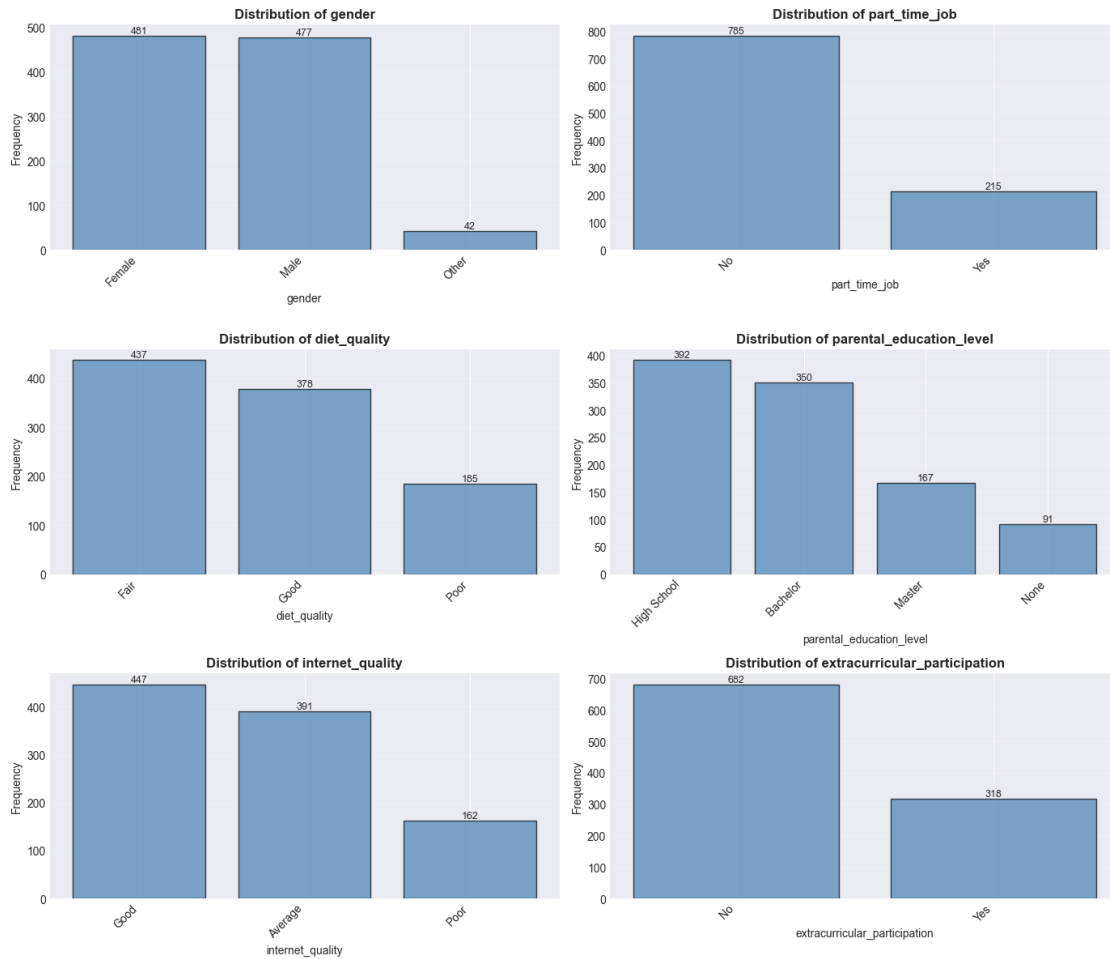 Distribution of gender
Frequency
500
400
300
200
100
0
481
477
42
Female
Male
Other
gender
Distribution of part_time_job
Frequency
800
700
600
500
400
300
200
100
0
785
215
No
Yes
part_time_job
Distribution of diet_quality
Frequency
400
300
200
100
0
437
378
185
Fair
Good
Poor
diet_quality
Distribution of parental_education_level
Frequency
400
350
300
250
200
150
100
50
0
392
350
167
91
High School
Bachelor
Master
None
parental_education_level
Distribution of internet_quality
Frequency
400
300
200
100
0
447
391
162
Good
Average
Poor
internet_quality
Distribution of extracurricular_participation
Frequency
700
600
500
400
300
200
100
0
682
318
No
Yes
extracurricular_participation